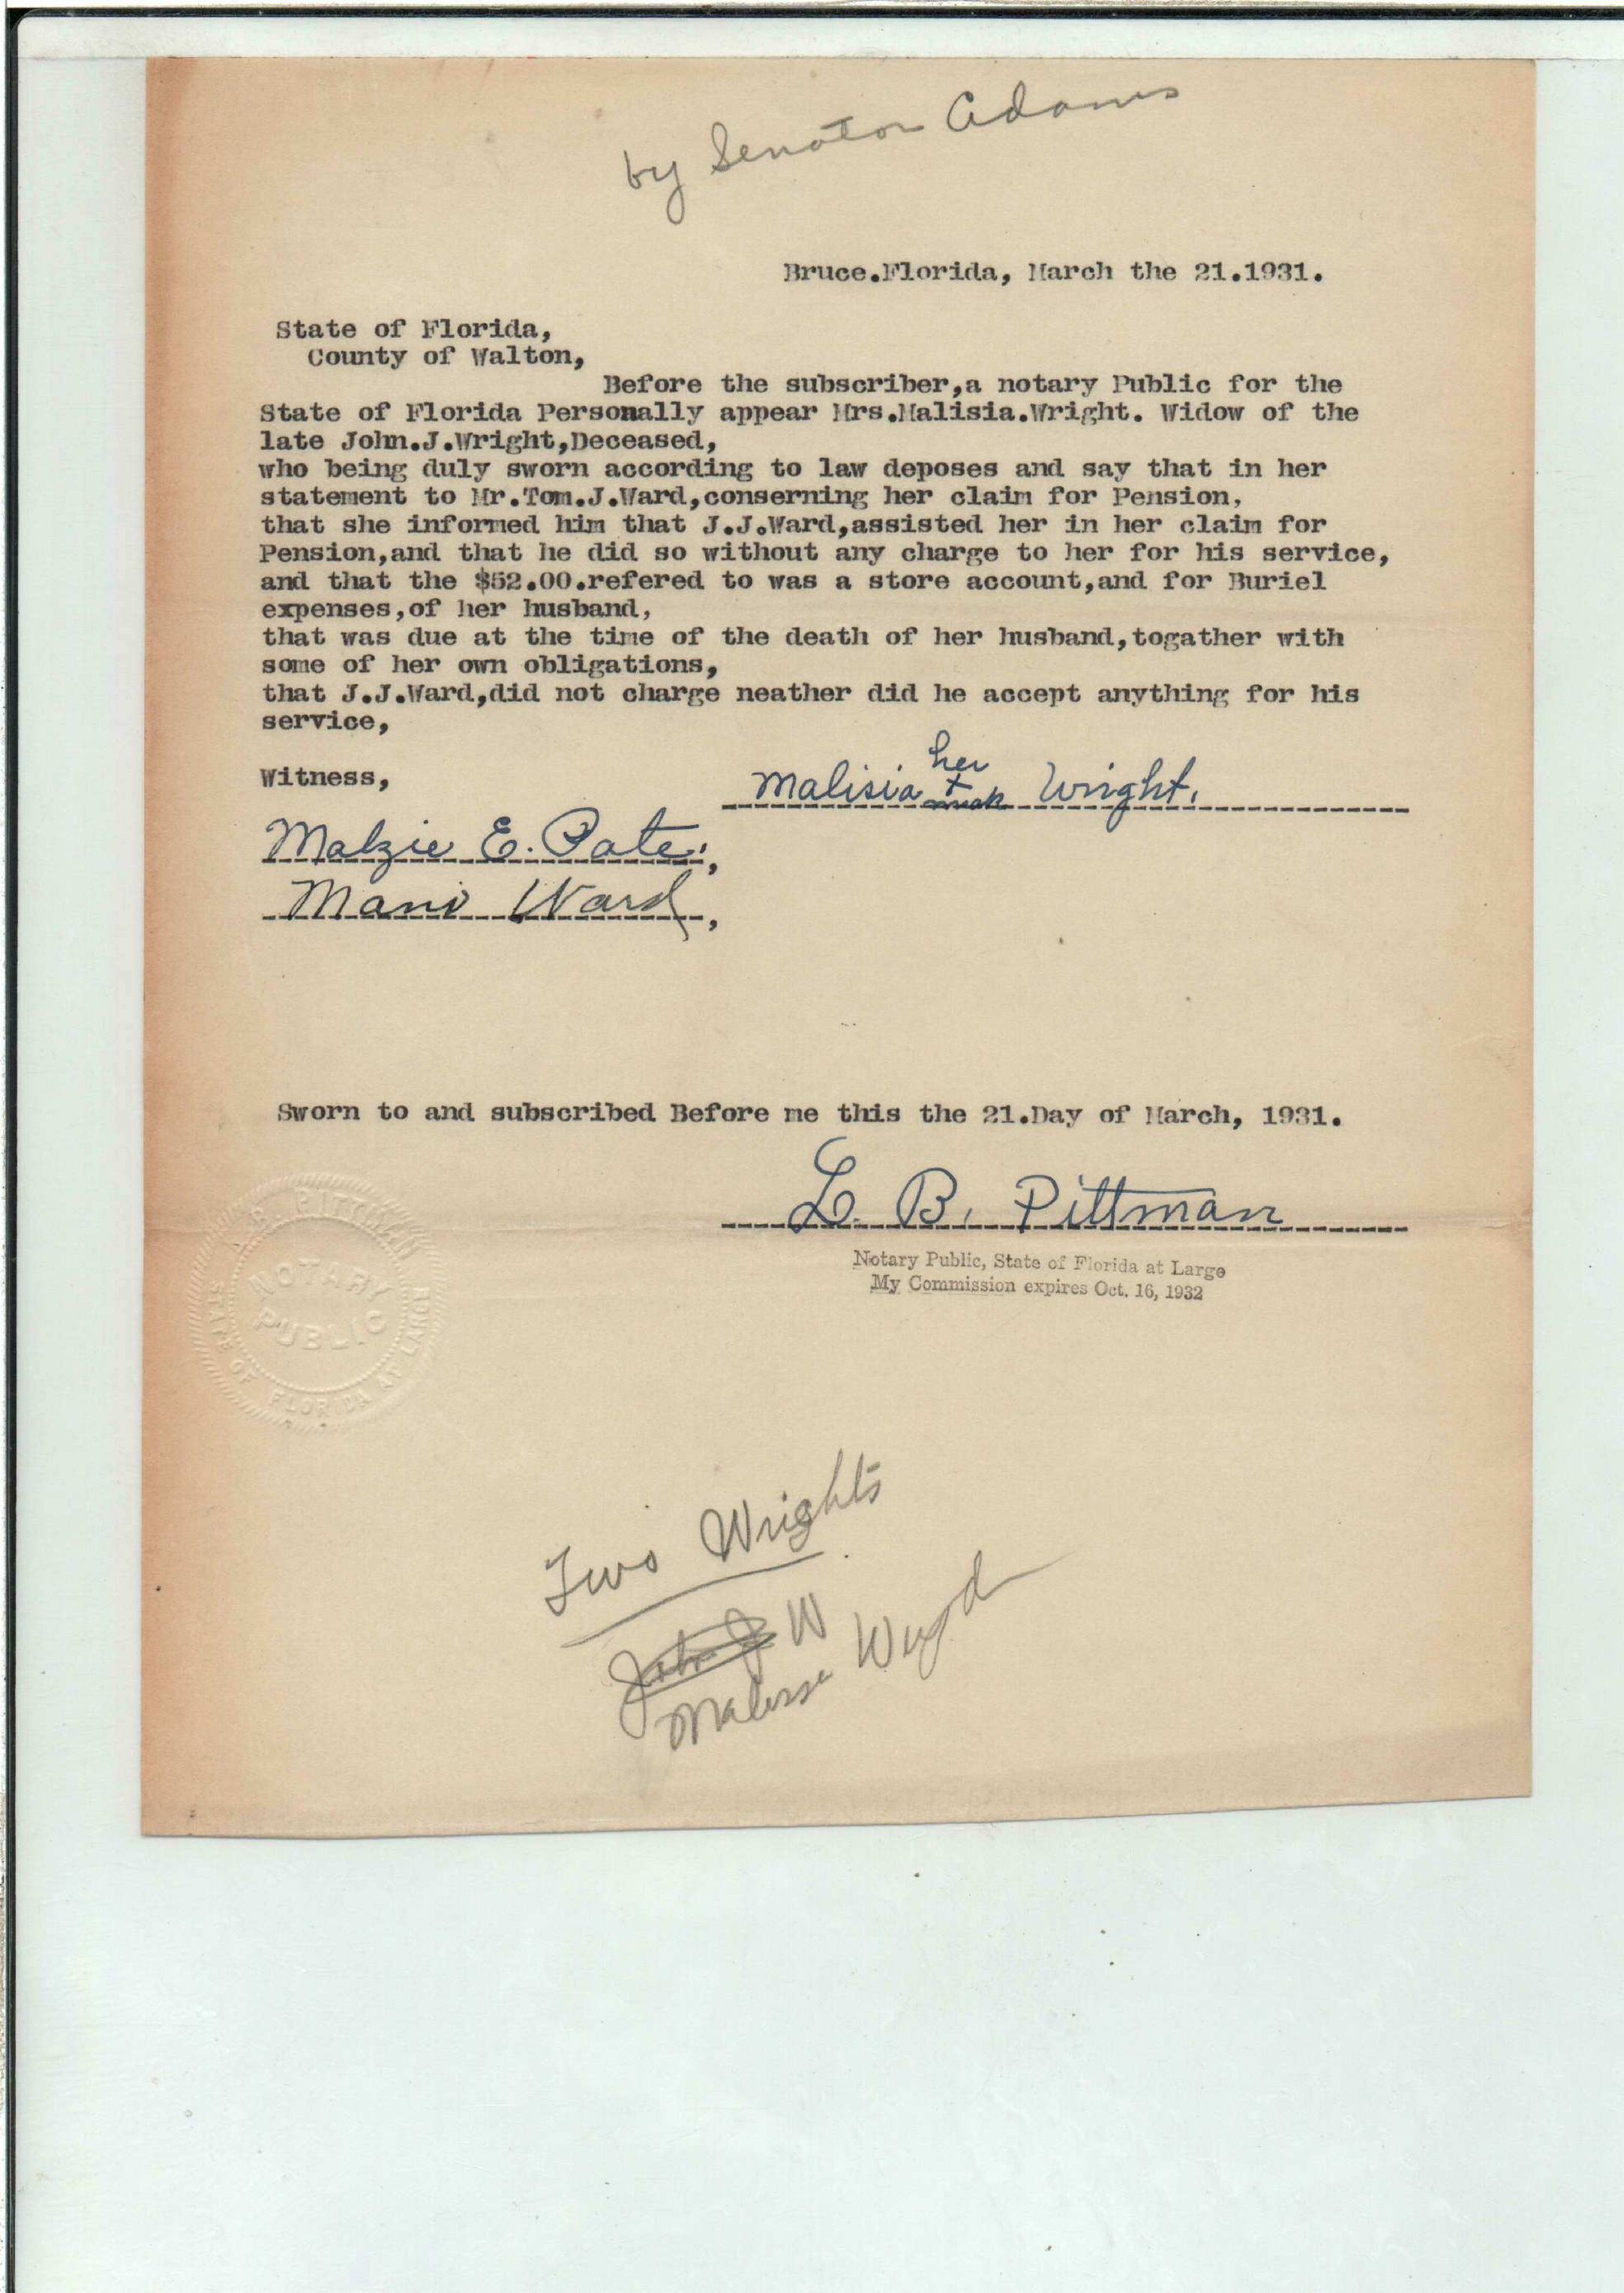 by Senator Adams
Bruce.Florida, March the 21.1931.
State of Florida,
County of Walton,
Before the subscriber,a notary Public for the
State of Florida Personally appear Mrs.Malisia.Wright. Widow of the
late John.J.Wright,Deceased,
who being duly sworn according to law deposes and say that in her
statement to Mr.Tom.J.Ward,conserning her claim for Pension,
that she informed him that J.J.Ward,assisted her in her claim for
Pension,and that he did so without any charge to her for his service,
and that the $52.00.refered to was a store account,and for Buriel
expenses,of her husband,
that was due at the time of the death of her husband,togather with
some of her own obligations,
that J.J.Ward,did not charge neather did he accept anything for his
service,
Witness,
her
Malisia + Wright.
mark
Malzie E. Pate.,
Ward,
Sworn to and subscribed Before me this the 21.Day of March, 1931.
L. B. Pittman
Notary Public, State of Florida at Large
My Commission expires Oct. 16, 1932
B. PITTMAN
NOTARY
PUBLIC
STATE OF FLORIDA AT LARGE
Two Wrights
John J W
Wright